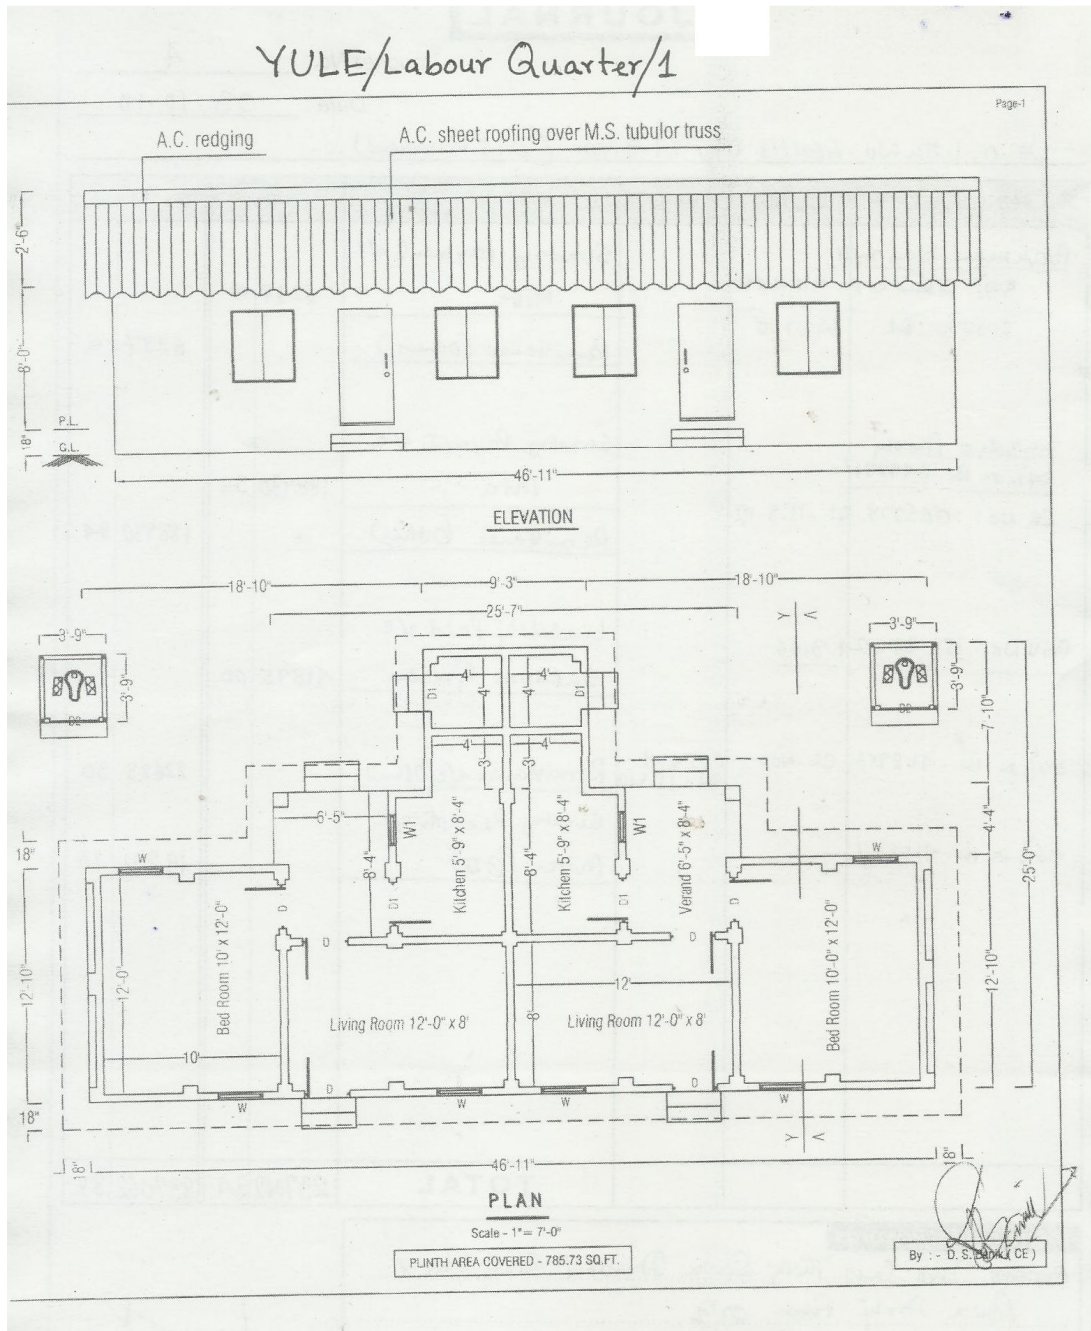 YULE/Labour Quarter/1
Page-1
A.C. redging
A.C. sheet roofing over M.S. tubulor truss
2'-6"
8'-0"
P.L.
18"
G.L.
46'-11"
ELEVATION
18'-10"
9'-3"
18'-10"
25'-7"
Y
A
3'-9"
3'-9"
D2
3'-9"
3'-9"
D2
D1
4'
4'
4'
4'
D1
4'
4'
3'
3'
7'-10"
6'-5"
W1
W1
8'-4"
8'-4"
Kitchen 5'-9" x 8'-4"
Kitchen 5'-9" x 8'-4"
Verand 6'-5" x 8'-4"
4'-4"
25'-0"
18"
W
W
D
D1
D1
D
D
D
12'-10"
12'-0'
Bed Room 10' x 12'-0"
10'
Living Room 12'-0" x 8'
8'
12'
Living Room 12'-0" x 8'
Bed Room 10'-0" x 12'-0"
12'-10"
D
D
W
W
W
W
18"
Y
A
18"
46'-11"
18"
PLAN
Scale - 1" = 7'-0"
PLINTH AREA COVERED - 785.73 SQ.FT.
By : - D. S. Banik ( CE )